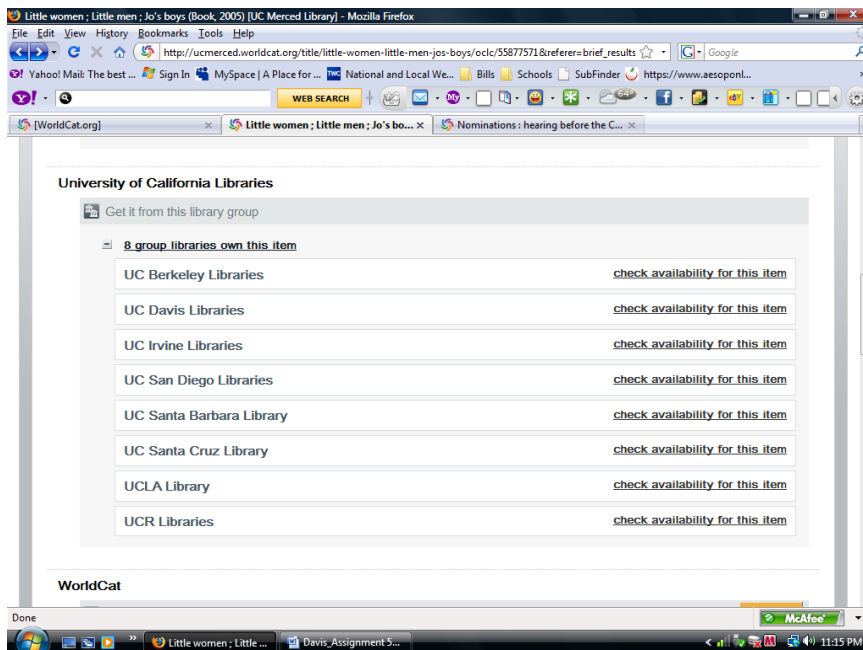 Little women ; Little men ; Jo's boys (Book, 2005) [UC Merced Library] - Mozilla Firefox
File Edit View History Bookmarks Tools Help
http://ucmerced.worldcat.org/title/little-women-little-men-jos-boys/oclc/55877571&referer=brief_results Google
Yahoo! Mail: The best ... Sign In MySpace | A Place for ... TWC National and Local We... Bills Schools SubFinder https://www.aesoponl...
Y! WEB SEARCH My 64° eBY
[WorldCat.org] Little women ; Little men ; Jo's bo... Nominations : hearing before the C...
University of California Libraries
Get it from this library group
8 group libraries own this item
UC Berkeley Libraries check availability for this item
UC Davis Libraries check availability for this item
UC Irvine Libraries check availability for this item
UC San Diego Libraries check availability for this item
UC Santa Barbara Library check availability for this item
UC Santa Cruz Library check availability for this item
UCLA Library check availability for this item
UCR Libraries check availability for this item
WorldCat
Done McAfee
Little women ; Little ... Davis_Assignment 5... 11:15 PM